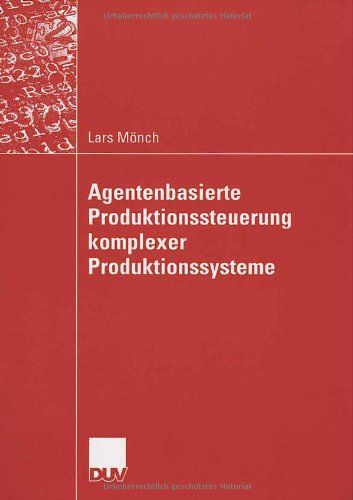 Urheberrechtlich geschütztes Material
Lars Mönch
Agentenbasierte
Produktionssteuerung
komplexer
Produktionssysteme
DUV
Urheberrechtlich geschütztes Material